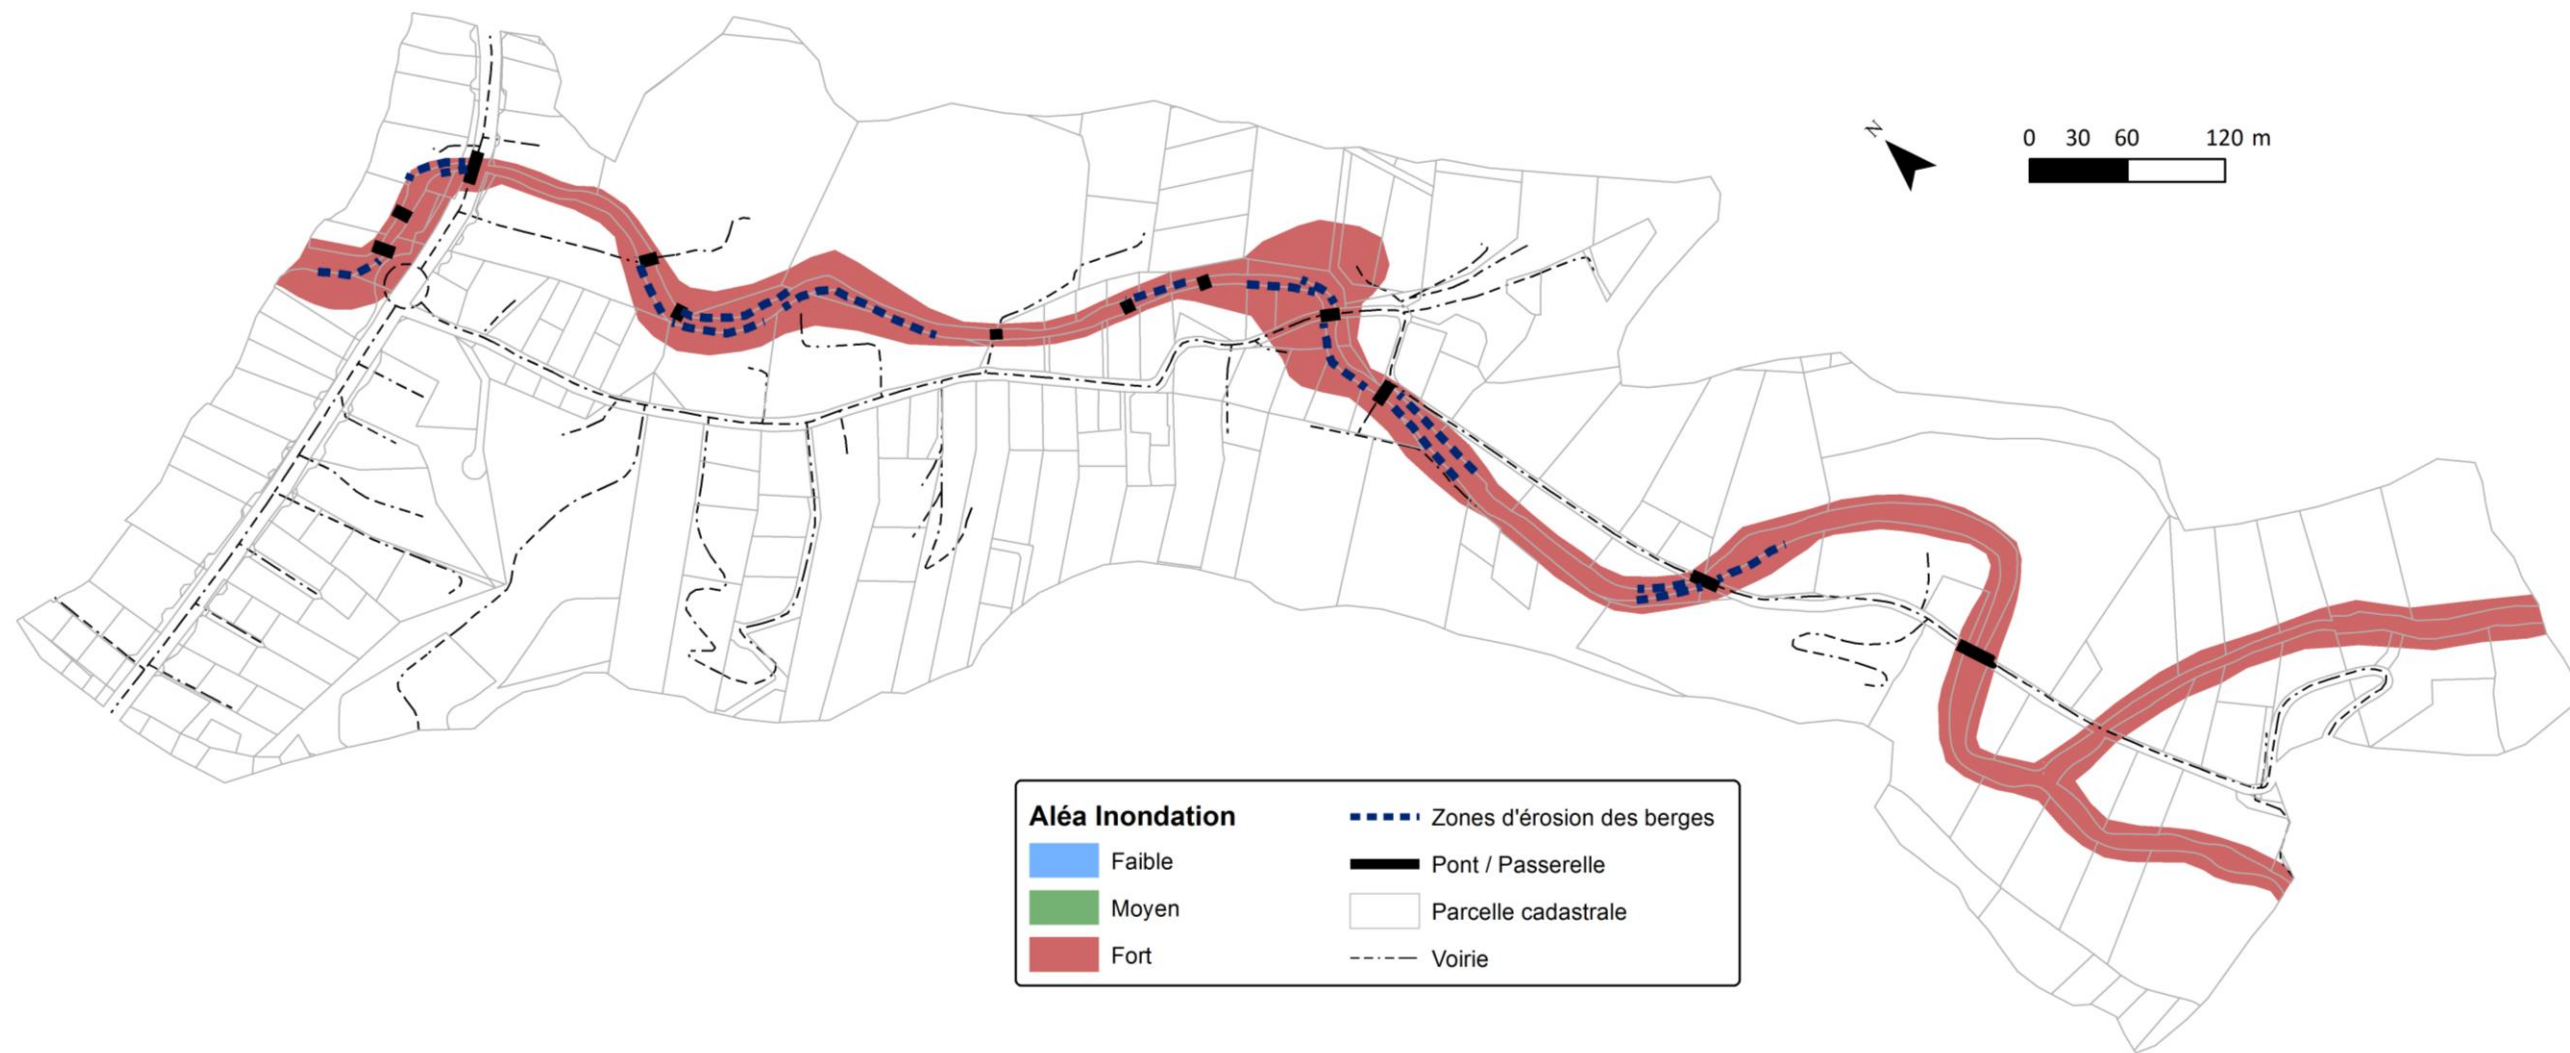 N
0 30 60 120 m
Aléa Inondation
Faible
Moyen
Fort
Zones d'érosion des berges
Pont / Passerelle
Parcelle cadastrale
Voirie